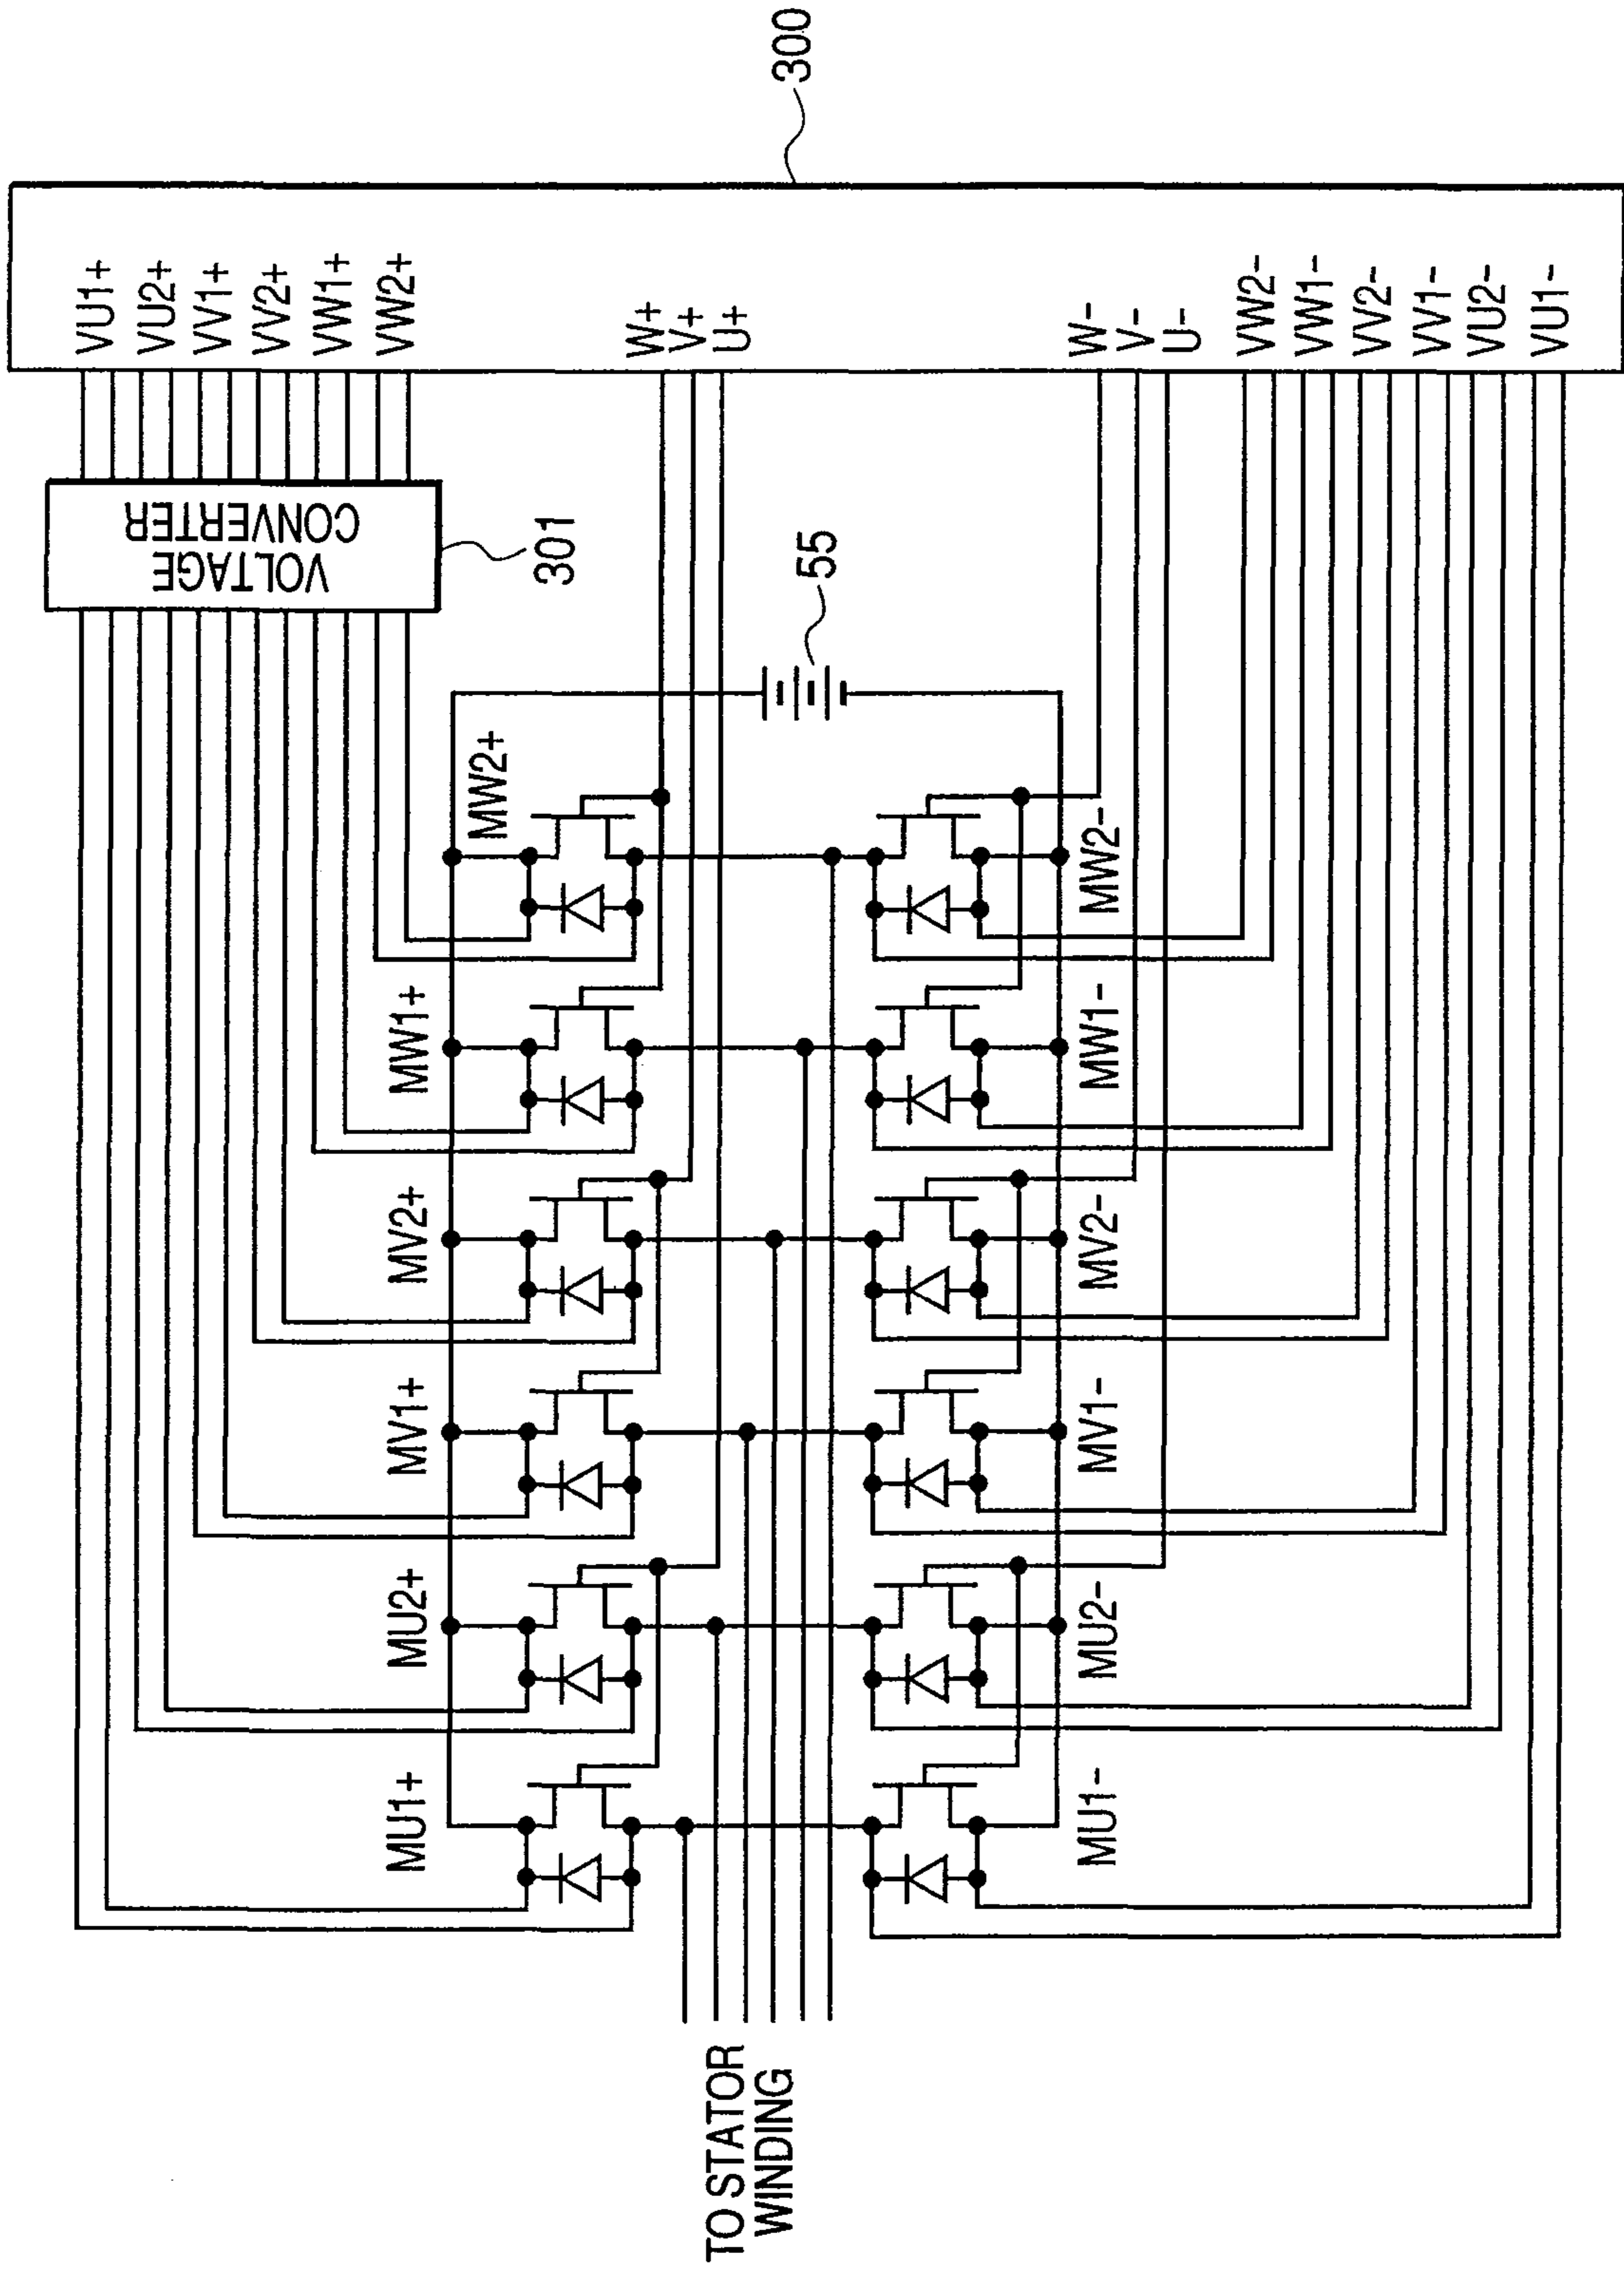 300
VU1+
VU2+
VV1+
VV2+
VW1+
VW2+
W+
V+
U+
W-
V-
U-
VW2-
VW1-
VV2-
VV1-
VU2-
VU1-
VOLTAGE
CONVERTER
301
55
MW2+
MW1+
MV2+
MV1+
MU2+
MU1+
MW2-
MW1-
MV2-
MV1-
MU2-
MU1-
TO STATOR
WINDING